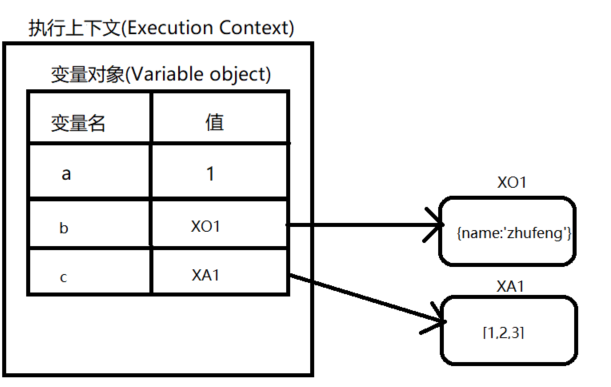 执行上下文(Execution Context)
变量对象(Variable object)
变量名 值
a 1
b XO1
c XA1
XO1
{name:'zhufeng'}
XA1
[1,2,3]